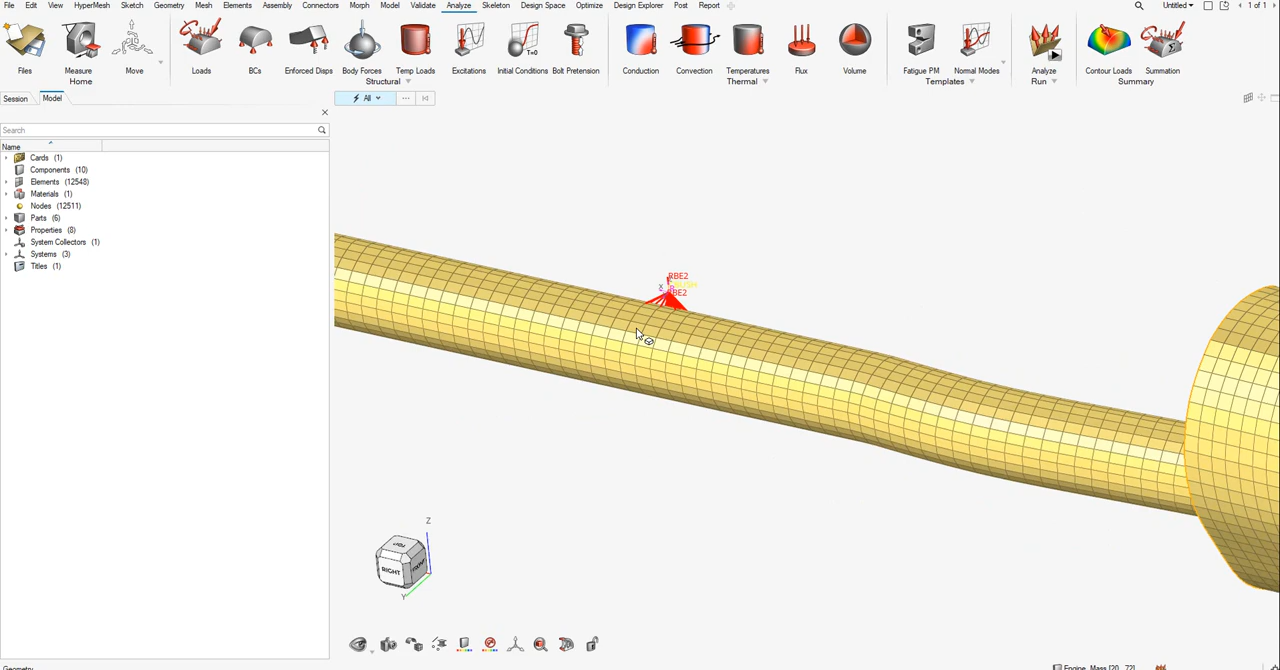 File Edit View HyperMesh Sketch Geometry Mesh Elements Assembly Connectors Morph Model Validate Analyze Skeleton Design Space Optimize Design Explorer Post Report Untitled 1 of 1
Files Measure Move Loads BCs Enforced Disps Body Forces Temp Loads Excitations Initial Conditions Bolt Pretension Conduction Convection Temperatures Flux Volume Fatigue PM Normal Modes Analyze Contour Loads Summation
Home Structural Thermal Templates Run Summary
Session Model
All
Search
Name
Cards (1)
Components (10)
Elements (12548)
Materials (1)
Nodes (12511)
Parts (6)
Properties (8)
System Collectors (1)
Systems (3)
Titles (1)
RBE2
RBE2
X
Z
RIGHT
Y
Engine_Mass [20, 72]